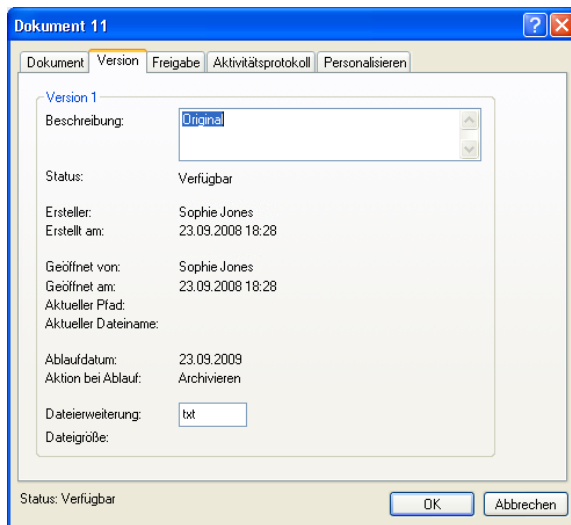 Dokument 11
Dokument Version Freigabe Aktivitätsprotokoll Personalisieren
Version 1
Beschreibung: Original
Status: Verfügbar
Ersteller: Sophie Jones
Erstellt am: 23.09.2008 18:28
Geöffnet von: Sophie Jones
Geöffnet am: 23.09.2008 18:28
Aktueller Pfad:
Aktueller Dateiname:
Ablaufdatum: 23.09.2009
Aktion bei Ablauf: Archivieren
Dateierweiterung: txt
Dateigröße:
Status: Verfügbar OK Abbrechen